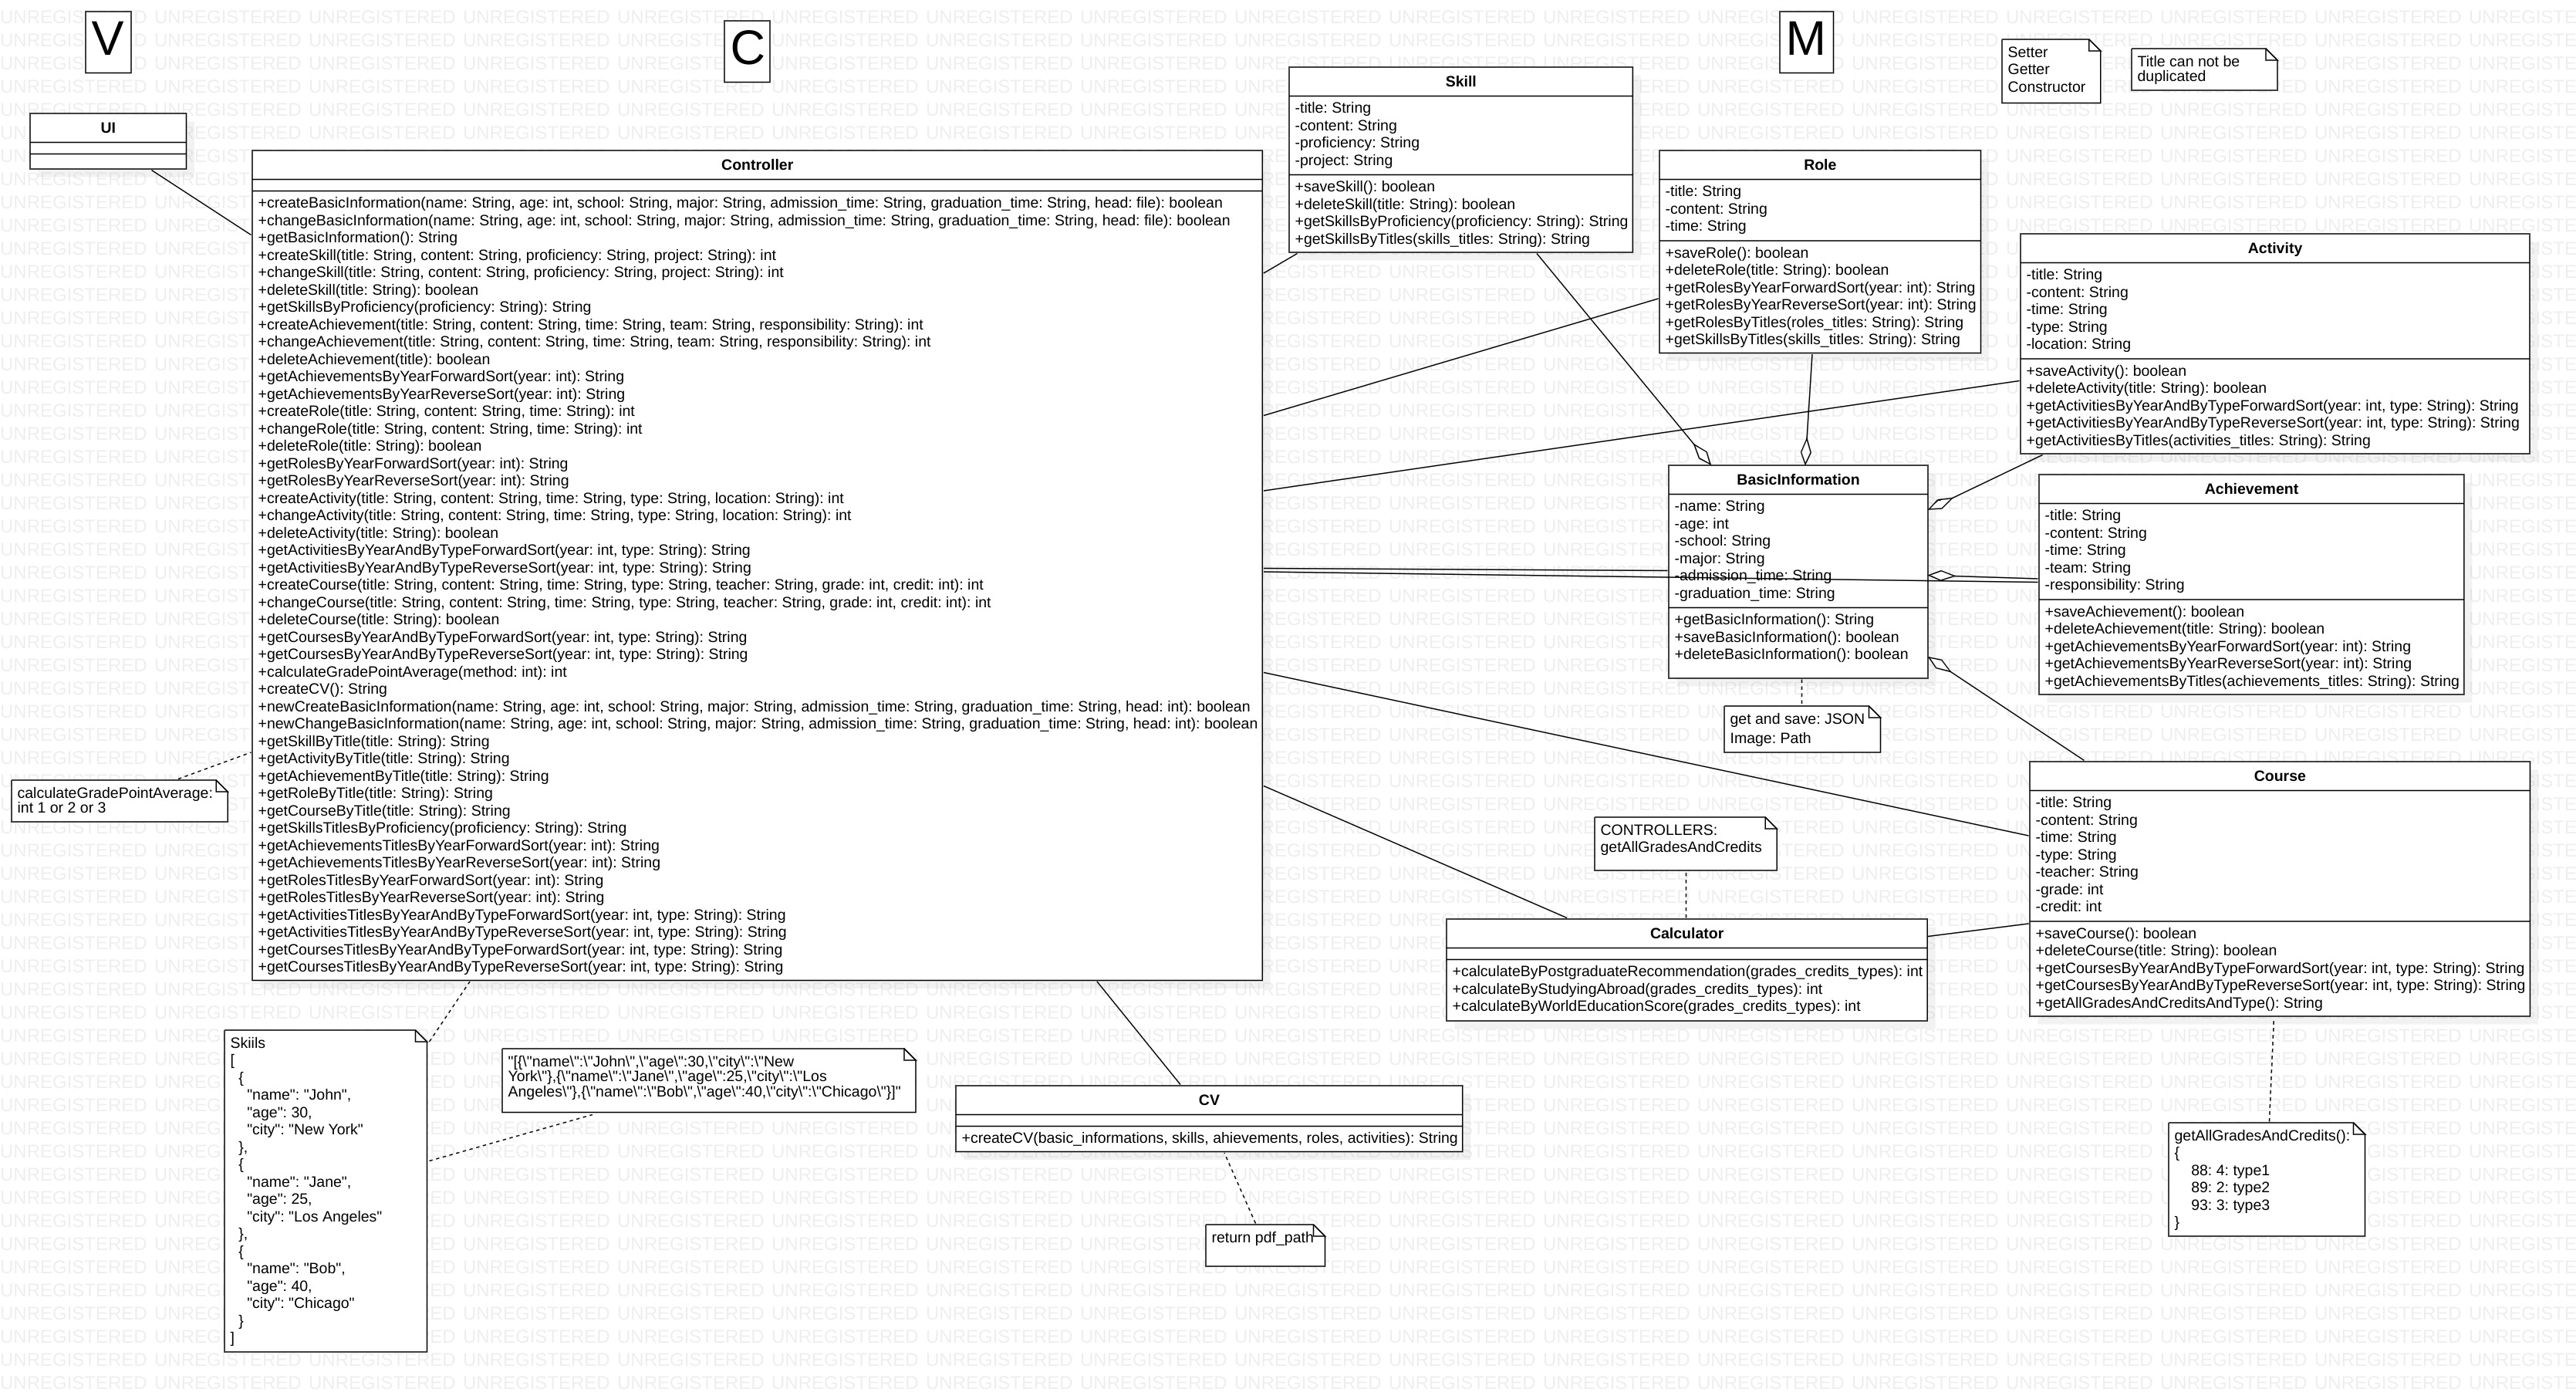 V
C
M
Setter
Getter
Constructor
Title can not be
duplicated
UI
Controller
+createBasicInformation(name: String, age: int, school: String, major: String, admission_time: String, graduation_time: String, head: file): boolean
+changeBasicInformation(name: String, age: int, school: String, major: String, admission_time: String, graduation_time: String, head: file): boolean
+getBasicInformation(): String
+createSkill(title: String, content: String, proficiency: String, project: String): int
+changeSkill(title: String, content: String, proficiency: String, project: String): int
+deleteSkill(title: String): boolean
+getSkillsByProficiency(proficiency: String): String
+createAchievement(title: String, content: String, time: String, team: String, responsibility: String): int
+changeAchievement(title: String, content: String, time: String, team: String, responsibility: String): int
+deleteAchievement(title): boolean
+getAchievementsByYearForwardSort(year: int): String
+getAchievementsByYearReverseSort(year: int): String
+createRole(title: String, content: String, time: String): int
+changeRole(title: String, content: String, time: String): int
+deleteRole(title: String): boolean
+getRolesByYearForwardSort(year: int): String
+getRolesByYearReverseSort(year: int): String
+createActivity(title: String, content: String, time: String, type: String, location: String): int
+changeActivity(title: String, content: String, time: String, type: String, location: String): int
+deleteActivity(title: String): boolean
+getActivitiesByYearAndByTypeForwardSort(year: int, type: String): String
+getActivitiesByYearAndByTypeReverseSort(year: int, type: String): String
+createCourse(title: String, content: String, time: String, type: String, teacher: String, grade: int, credit: int): int
+changeCourse(title: String, content: String, time: String, type: String, teacher: String, grade: int, credit: int): int
+deleteCourse(title: String): boolean
+getCoursesByYearAndByTypeForwardSort(year: int, type: String): String
+getCoursesByYearAndByTypeReverseSort(year: int, type: String): String
+calculateGradePointAverage(method: int): int
+createCV(): String
+newCreateBasicInformation(name: String, age: int, school: String, major: String, admission_time: String, graduation_time: String, head: int): boolean
+newChangeBasicInformation(name: String, age: int, school: String, major: String, admission_time: String, graduation_time: String, head: int): boolean
+getSkillByTitle(title: String): String
+getActivityByTitle(title: String): String
+getAchievementByTitle(title: String): String
+getRoleByTitle(title: String): String
+getCourseByTitle(title: String): String
+getSkillsTitlesByProficiency(proficiency: String): String
+getAchievementsTitlesByYearForwardSort(year: int): String
+getAchievementsTitlesByYearReverseSort(year: int): String
+getRolesTitlesByYearForwardSort(year: int): String
+getRolesTitlesByYearReverseSort(year: int): String
+getActivitiesTitlesByYearAndByTypeForwardSort(year: int, type: String): String
+getActivitiesTitlesByYearAndByTypeReverseSort(year: int, type: String): String
+getCoursesTitlesByYearAndByTypeForwardSort(year: int, type: String): String
+getCoursesTitlesByYearAndByTypeReverseSort(year: int, type: String): String
Skill
-title: String
-content: String
-proficiency: String
-project: String
+saveSkill(): boolean
+deleteSkill(title: String): boolean
+getSkillsByProficiency(proficiency: String): String
+getSkillsByTitles(skills_titles: String): String
Role
-title: String
-content: String
-time: String
+saveRole(): boolean
+deleteRole(title: String): boolean
+getRolesByYearForwardSort(year: int): String
+getRolesByYearReverseSort(year: int): String
+getRolesByTitles(roles_titles: String): String
+getSkillsByTitles(skills_titles: String): String
Activity
-title: String
-content: String
-time: String
-type: String
-location: String
+saveActivity(): boolean
+deleteActivity(title: String): boolean
+getActivitiesByYearAndByTypeForwardSort(year: int, type: String): String
+getActivitiesByYearAndByTypeReverseSort(year: int, type: String): String
+getActivitiesByTitles(activities_titles: String): String
BasicInformation
-name: String
-age: int
-school: String
-major: String
-admission_time: String
-graduation_time: String
+getBasicInformation(): String
+saveBasicInformation(): boolean
+deleteBasicInformation(): boolean
Achievement
-title: String
-content: String
-time: String
-team: String
-responsibility: String
+saveAchievement(): boolean
+deleteAchievement(title: String): boolean
+getAchievementsByYearForwardSort(year: int): String
+getAchievementsByYearReverseSort(year: int): String
+getAchievementsByTitles(achievements_titles: String): String
get and save: JSON
Image: Path
calculateGradePointAverage:
int 1 or 2 or 3
CONTROLLERS:
getAllGradesAndCredits
Course
-title: String
-content: String
-time: String
-type: String
-teacher: String
-grade: int
-credit: int
+saveCourse(): boolean
+deleteCourse(title: String): boolean
+getCoursesByYearAndByTypeForwardSort(year: int, type: String): String
+getCoursesByYearAndByTypeReverseSort(year: int, type: String): String
+getAllGradesAndCreditsAndType(): String
Calculator
+calculateByPostgraduateRecommendation(grades_credits_types): int
+calculateByStudyingAbroad(grades_credits_types): int
+calculateByWorldEducationScore(grades_credits_types): int
Skiils
[
{
"name": "John",
"age": 30,
"city": "New York"
},
{
"name": "Jane",
"age": 25,
"city": "Los Angeles"
},
{
"name": "Bob",
"age": 40,
"city": "Chicago"
}
]
"[{\"name\":\"John\",\"age\":30,\"city\":\"New
York\"},{\"name\":\"Jane\",\"age\":25,\"city\":\"Los
Angeles\"},{\"name\":\"Bob\",\"age\":40,\"city\":\"Chicago\"}]"
CV
+createCV(basic_informations, skills, ahievements, roles, activities): String
return pdf_path
getAllGradesAndCredits():
{
88: 4: type1
89: 2: type2
93: 3: type3
}
UNREGISTERED